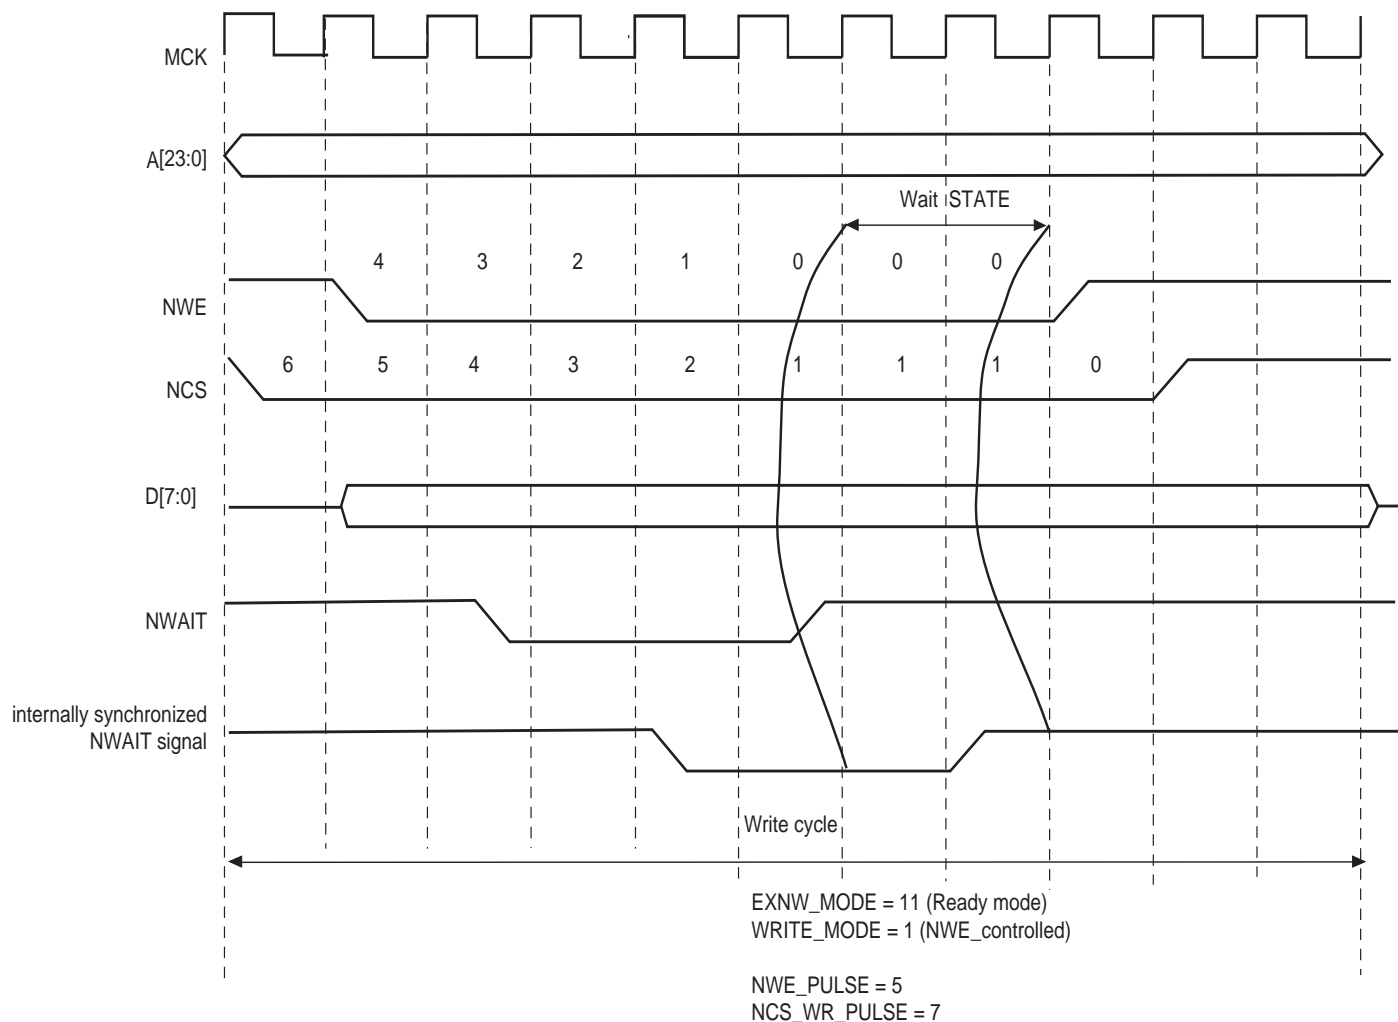 MCK
A[23:0]
Wait STATE
4 3 2 1 0 0 0
NWE
6 5 4 3 2 1 1 1 0
NCS
D[7:0]
NWAIT
internally synchronized
NWAIT signal
Write cycle
EXNW_MODE = 11 (Ready mode)
WRITE_MODE = 1 (NWE_controlled)
NWE_PULSE = 5
NCS_WR_PULSE = 7